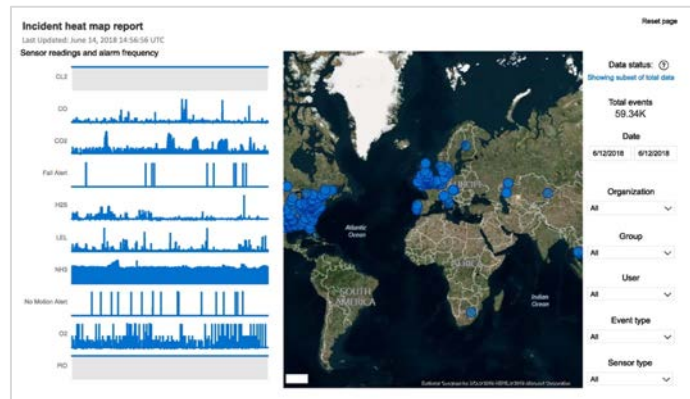 Incident heat map report
Last Updated: June 14, 2018 14:56:56 UTC
Reset page
Sensor readings and alarm frequency
CL2
CO
CO2
Fall Alert
H2S
LEL
NH3
No Motion Alert
O2
PID
Atlantic
Ocean
EUROPE
AFRICA
SOUTH
AMERICA
Indian
Ocean
Data status:
Showing subset of total data
Total events
59.34K
Date
6/12/2018 6/12/2018
Organization
All
Group
All
User
All
Event type
All
Sensor type
All